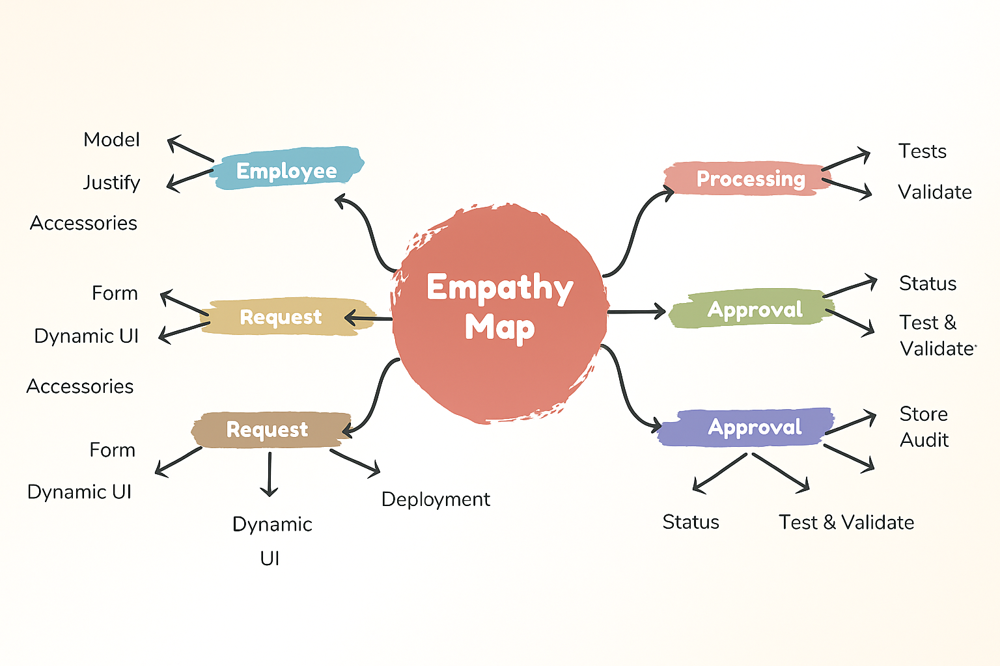 Model
Justify
Accessories
Employee
Form
Dynamic UI
Accessories
Request
Form
Dynamic UI
Request
Dynamic
UI
Deployment
Empathy
Map
Processing
Tests
Validate
Approval
Status
Test &
Validate
Approval
Store
Audit
Status
Test & Validate